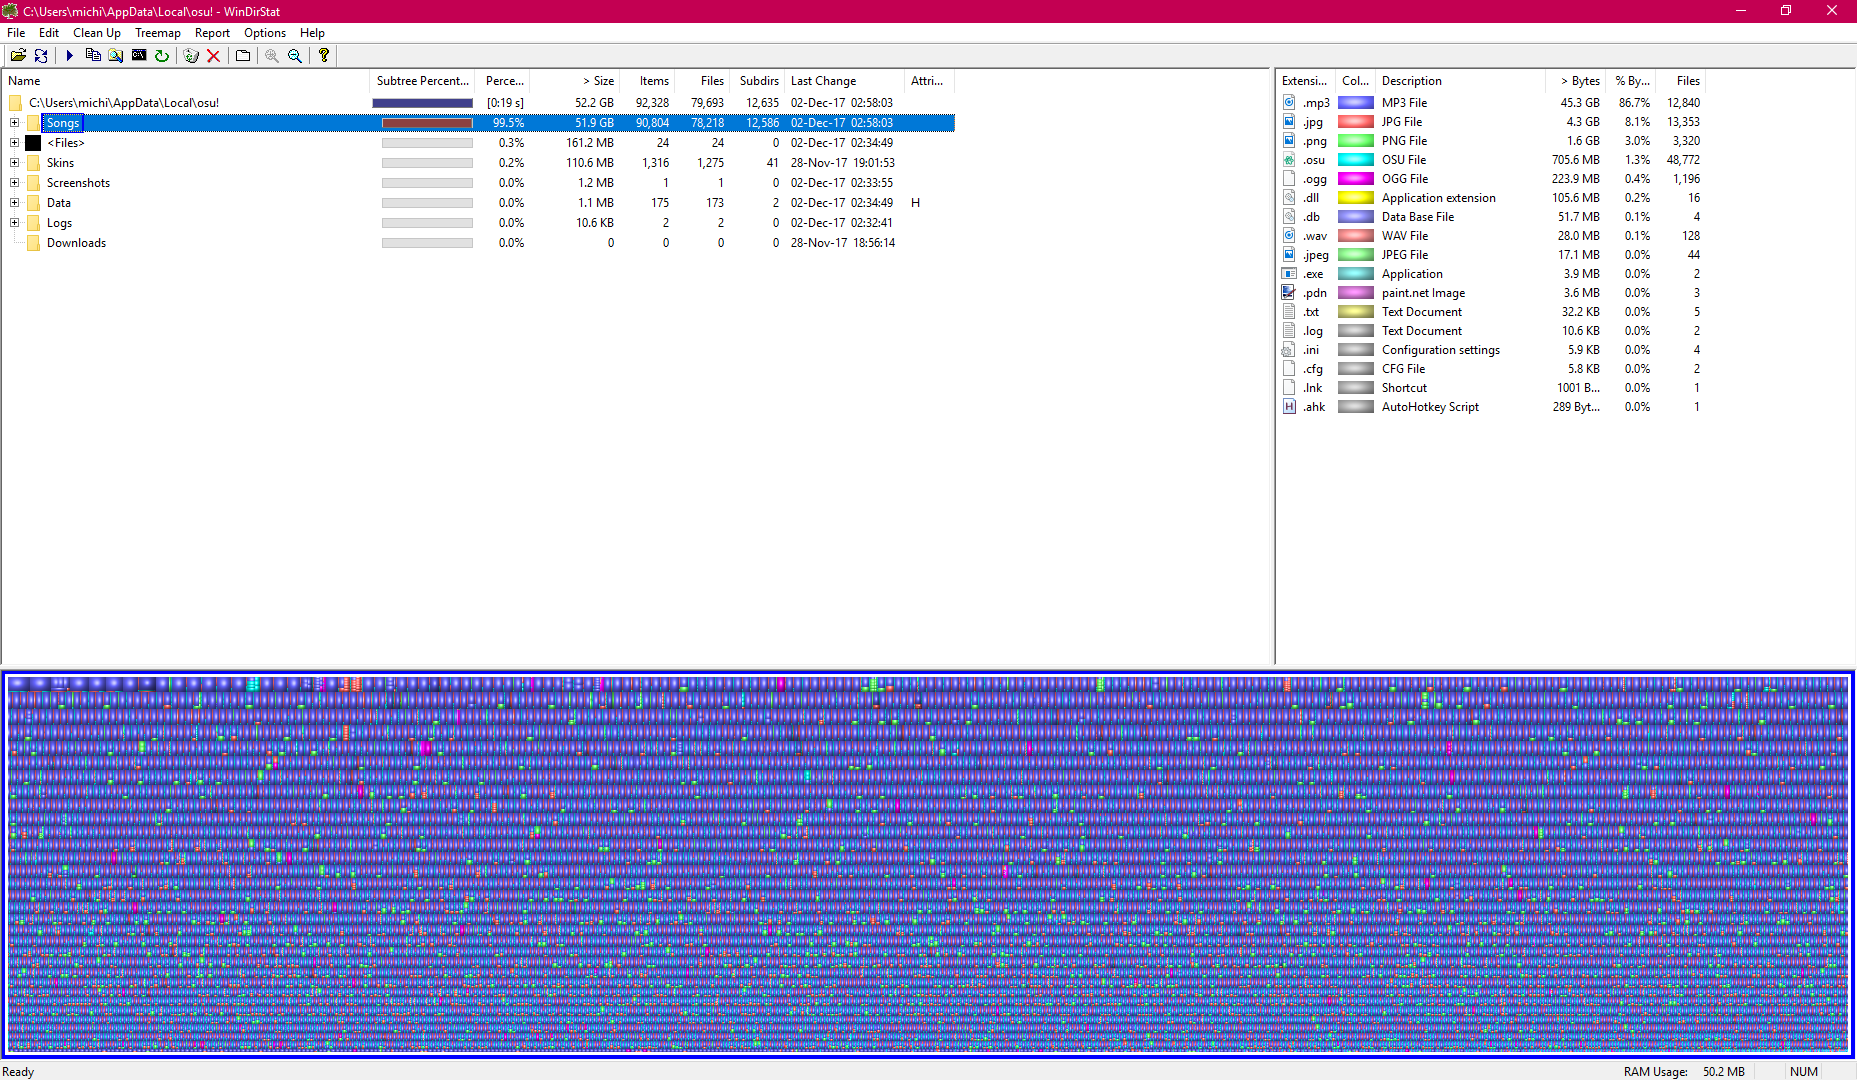 C:\Users\michi\AppData\Local\osu! - WinDirStat
File Edit Clean Up Treemap Report Options Help
Name Subtree Percent... Perce... > Size Items Files Subdirs Last Change Attri...
C:\Users\michi\AppData\Local\osu! [0:19 s] 52.2 GB 92,328 79,693 12,635 02-Dec-17 02:58:03
Songs 99.5% 51.9 GB 90,804 78,218 12,586 02-Dec-17 02:58:03
<Files> 0.3% 161.2 MB 24 24 0 02-Dec-17 02:34:49
Skins 0.2% 110.6 MB 1,316 1,275 41 28-Nov-17 19:01:53
Screenshots 0.0% 1.2 MB 1 1 0 02-Dec-17 02:33:55
Data 0.0% 1.1 MB 175 173 2 02-Dec-17 02:34:49 H
Logs 0.0% 10.6 KB 2 2 0 02-Dec-17 02:32:41
Downloads 0.0% 0 0 0 0 28-Nov-17 18:56:14
Extensi... Col... Description > Bytes % By... Files
.mp3 MP3 File 45.3 GB 86.7% 12,840
.jpg JPG File 4.3 GB 8.1% 13,353
.png PNG File 1.6 GB 3.0% 3,320
.osu OSU File 705.6 MB 1.3% 48,772
.ogg OGG File 223.9 MB 0.4% 1,196
.dll Application extension 105.6 MB 0.2% 16
.db Data Base File 51.7 MB 0.1% 4
.wav WAV File 28.0 MB 0.1% 128
.jpeg JPEG File 17.1 MB 0.0% 44
.exe Application 3.9 MB 0.0% 2
.pdn paint.net Image 3.6 MB 0.0% 3
.txt Text Document 32.2 KB 0.0% 5
.log Text Document 10.6 KB 0.0% 2
.ini Configuration settings 5.9 KB 0.0% 4
.cfg CFG File 5.8 KB 0.0% 2
.lnk Shortcut 1001 B... 0.0% 1
.ahk AutoHotkey Script 289 Byt... 0.0% 1
Ready RAM Usage: 50.2 MB NUM